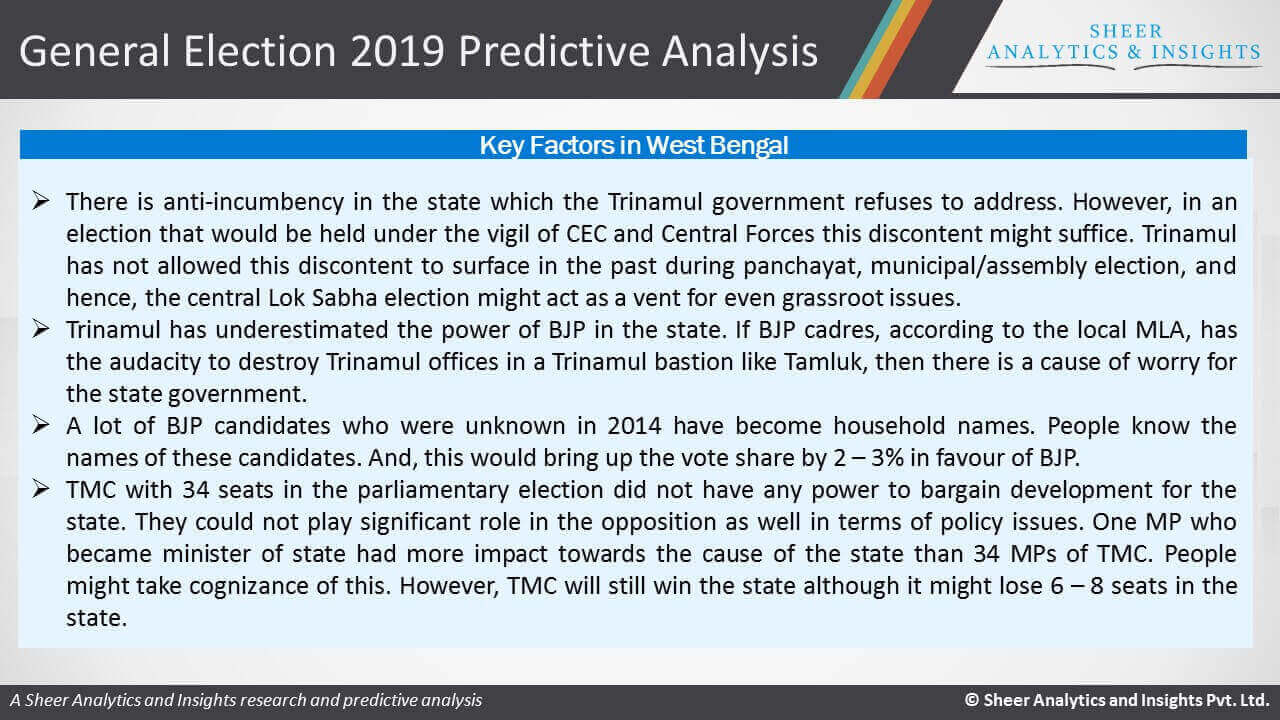 General Election 2019 Predictive Analysis
SHEER
ANALYTICS & INSIGHTS
Key Factors in West Bengal
➢ There is anti-incumbency in the state which the Trinamul government refuses to address. However, in an
election that would be held under the vigil of CEC and Central Forces this discontent might suffice. Trinamul
has not allowed this discontent to surface in the past during panchayat, municipal/assembly election, and
hence, the central Lok Sabha election might act as a vent for even grassroot issues.
➢ Trinamul has underestimated the power of BJP in the state. If BJP cadres, according to the local MLA, has
the audacity to destroy Trinamul offices in a Trinamul bastion like Tamluk, then there is a cause of worry for
the state government.
➢ A lot of BJP candidates who were unknown in 2014 have become household names. People know the
names of these candidates. And, this would bring up the vote share by 2 – 3% in favour of BJP.
➢ TMC with 34 seats in the parliamentary election did not have any power to bargain development for the
state. They could not play significant role in the opposition as well in terms of policy issues. One MP who
became minister of state had more impact towards the cause of the state than 34 MPs of TMC. People
might take cognizance of this. However, TMC will still win the state although it might lose 6 – 8 seats in the
state.
A Sheer Analytics and Insights research and predictive analysis
© Sheer Analytics and Insights Pvt. Ltd.